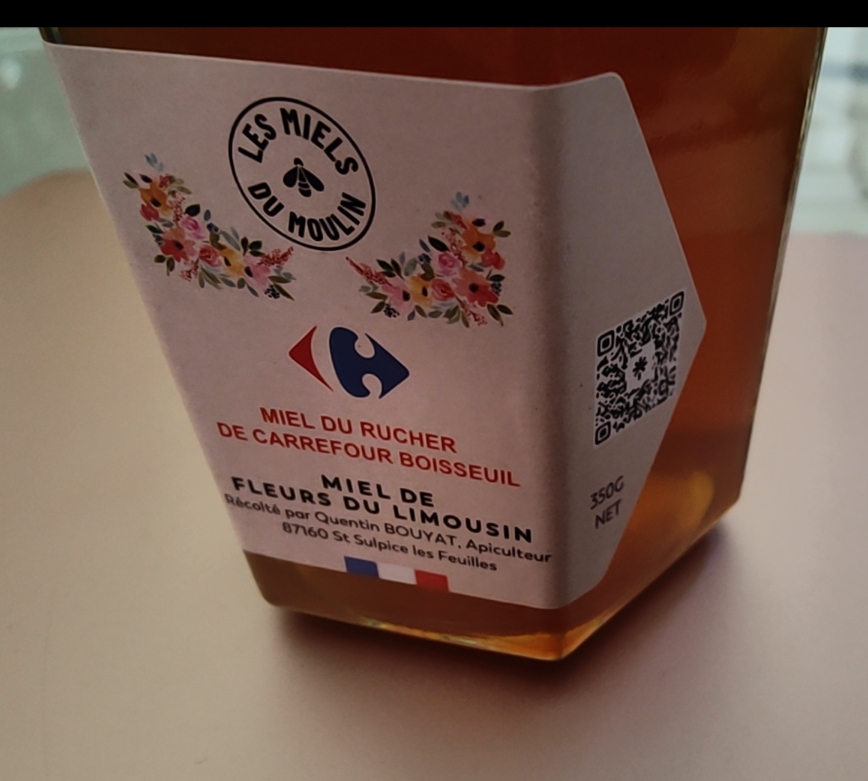 LES MIELS
DU MOULIN
MIEL DU RUCHER
DE CARREFOUR BOISSEUIL
MIEL DE
FLEURS DU LIMOUSIN
Récolté par Quentin BOUYAT, Apiculteur
87160 St Sulpice les Feuilles
350G
NET